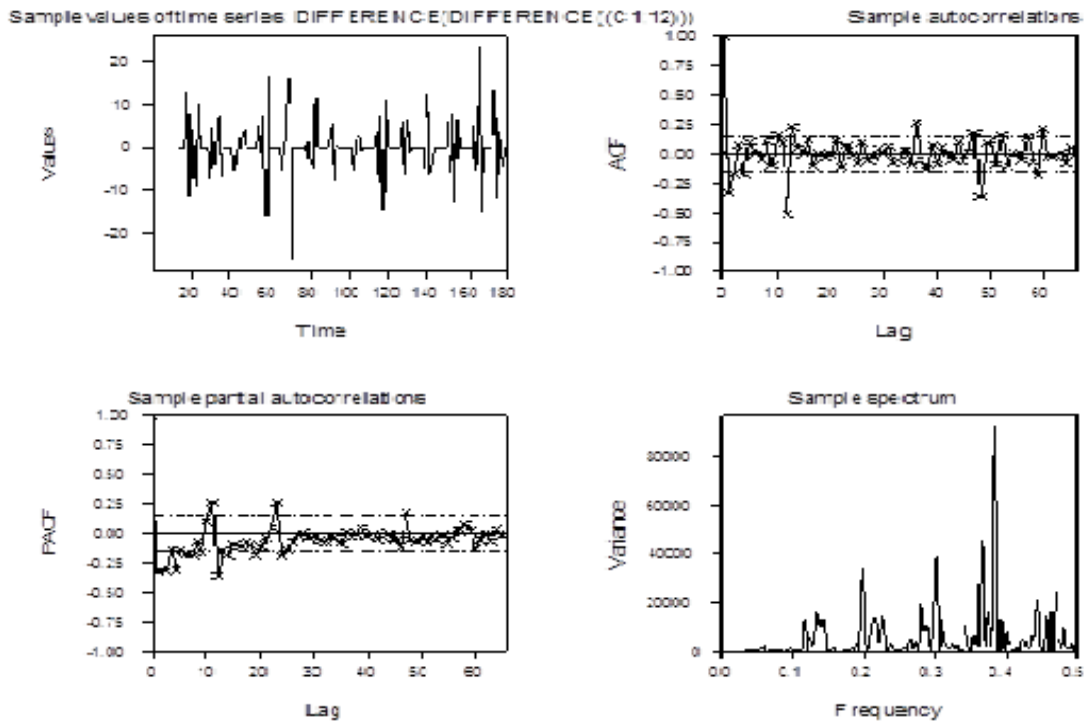 Sample values of time series: DIFFERENCE(DIFFERENCE((C;1;12)))
Sample autocorrelations
20
10
0
-10
-20
Values
20 40 60 80 100 120 140 160 180
Time
1.00
0.75
0.50
0.25
0.00
-0.25
-0.50
-0.75
-1.00
ACF
0 10 20 30 40 50 60
Lag
Sample partial autocorrelations
1.00
0.75
0.50
0.25
0.00
-0.25
-0.50
-0.75
-1.00
PACF
0 10 20 30 40 50 60
Lag
Sample spectrum
80000
60000
40000
20000
0
Variance
0.0 0.1 0.2 0.3 0.4 0.5
Frequency